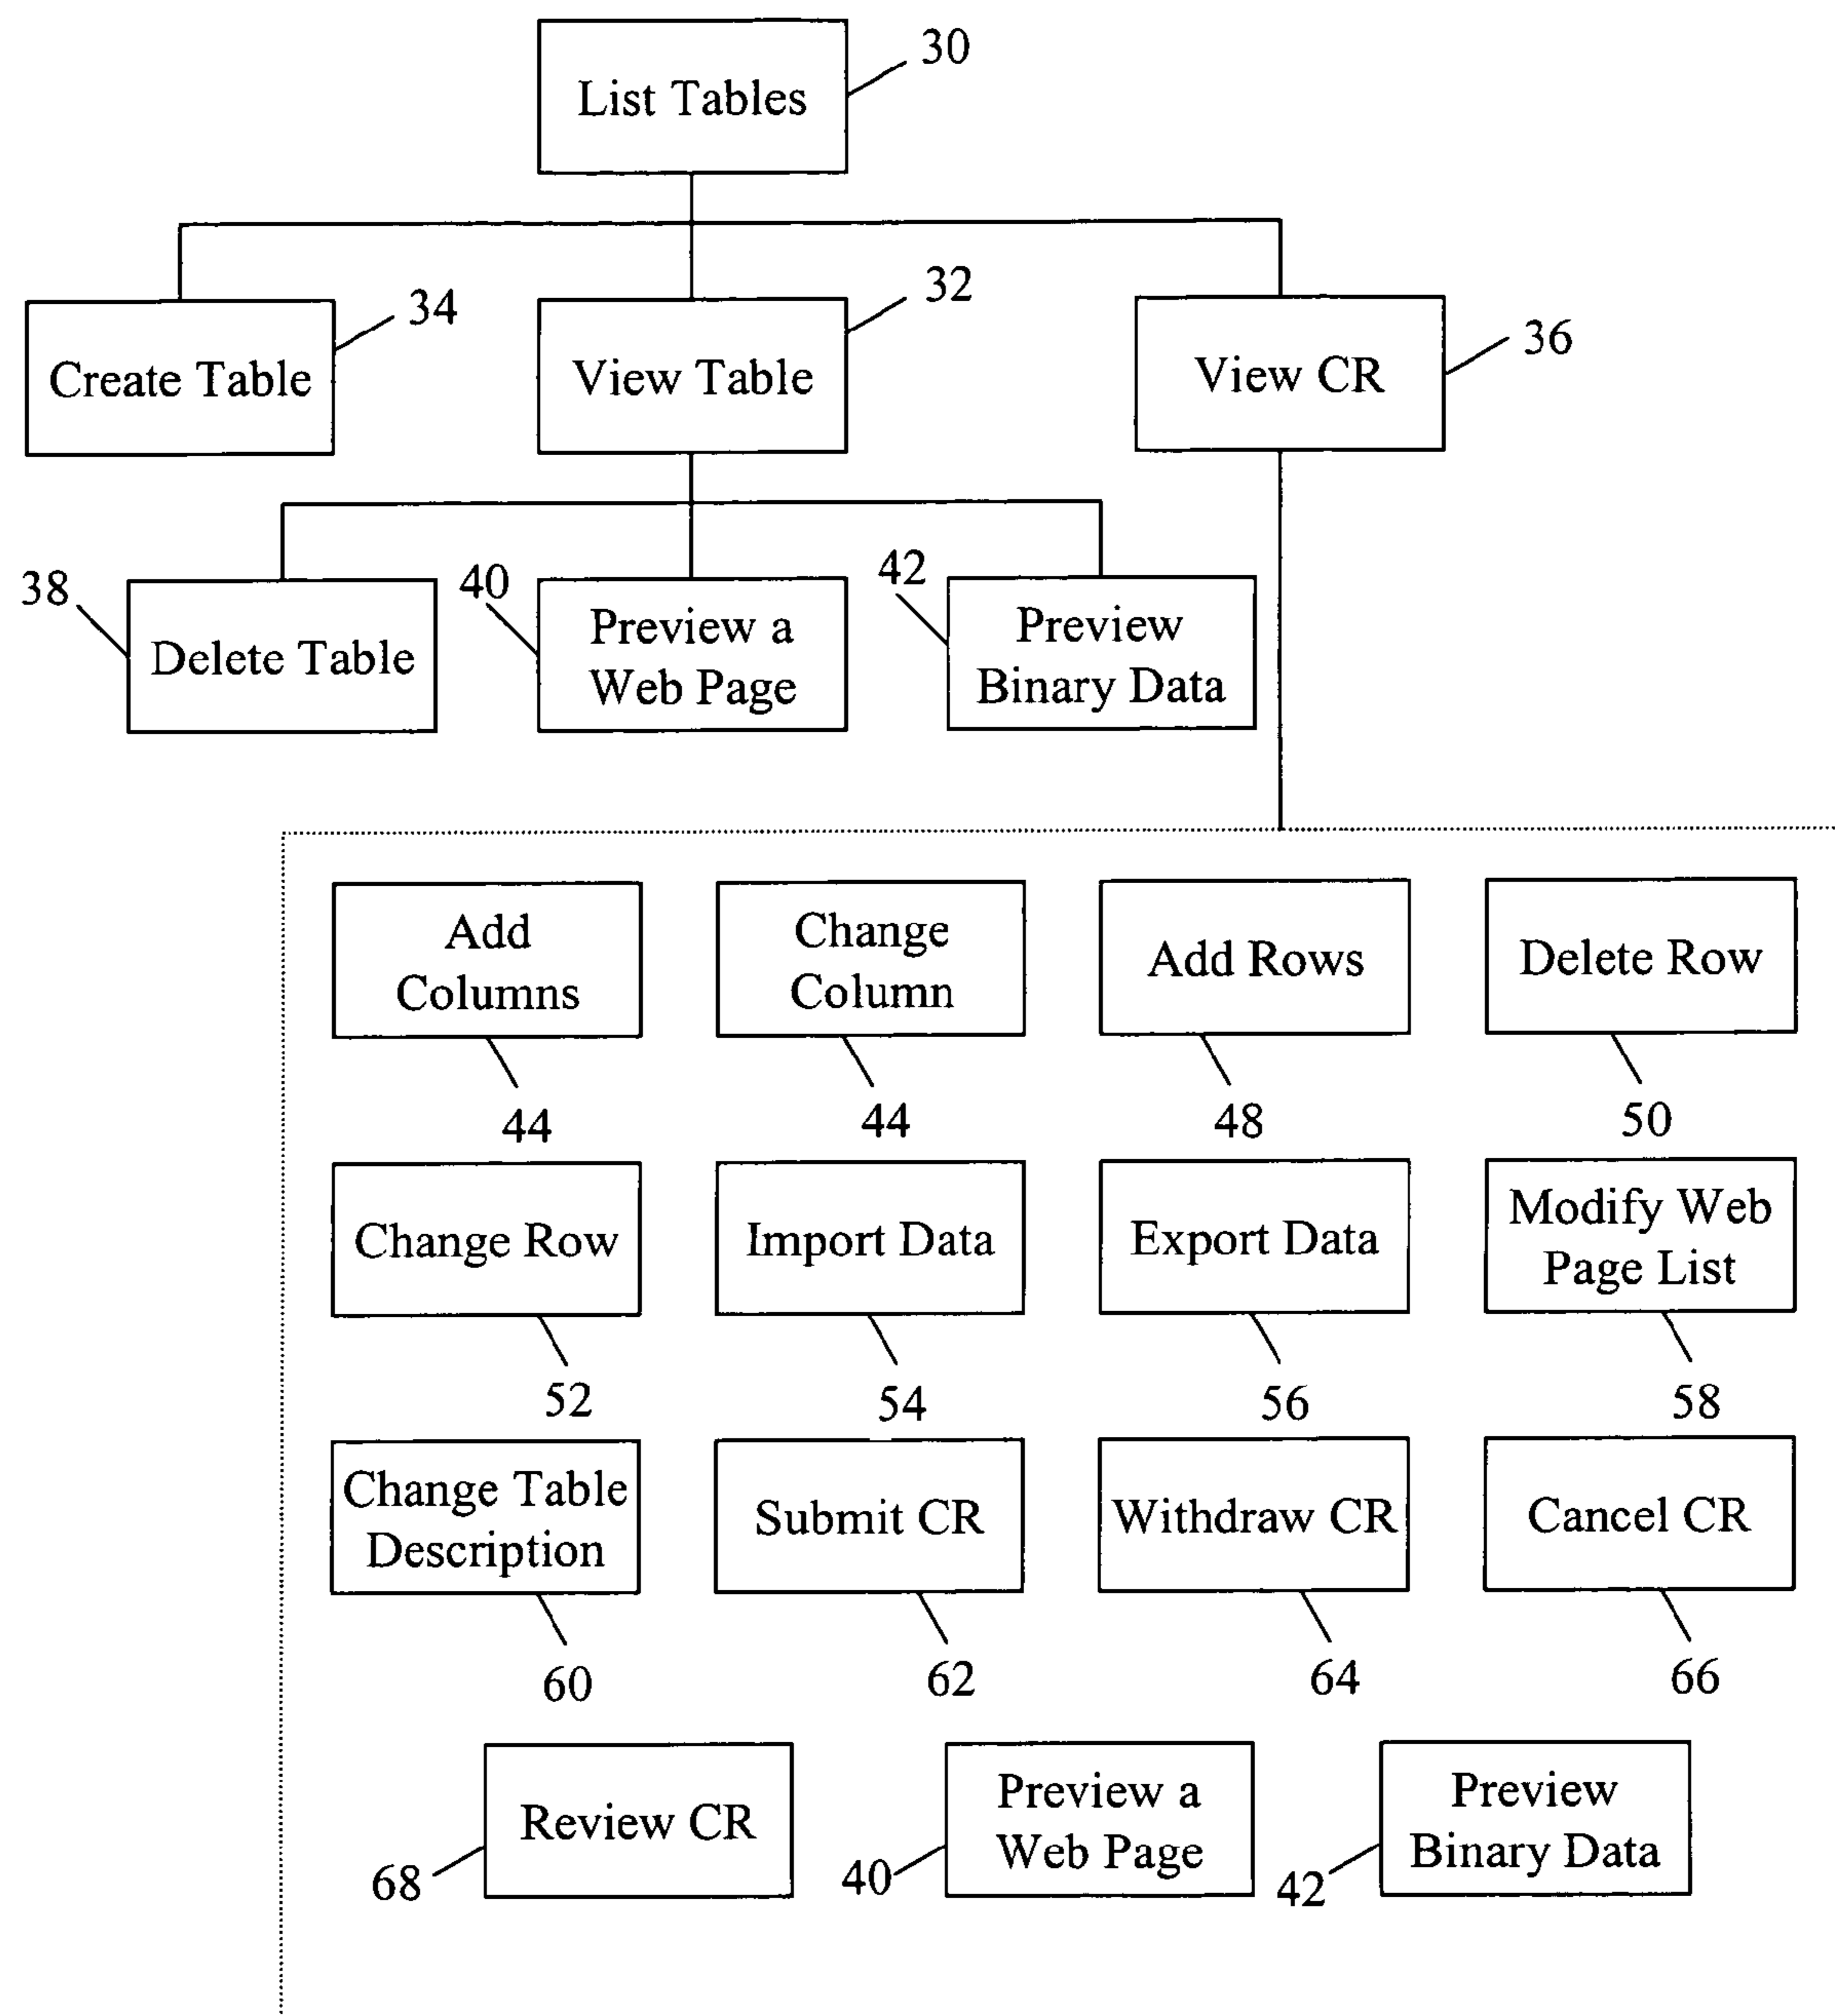 30
List Tables
34
32
36
Create Table
View Table
View CR
38
40
42
Delete Table
Preview a
Web Page
Preview
Binary Data
Add
Columns
Change
Column
Add Rows
Delete Row
44
44
48
50
Change Row
Import Data
Export Data
Modify Web
Page List
52
54
56
58
Change Table
Description
Submit CR
Withdraw CR
Cancel CR
60
62
64
66
Review CR
Preview a
Web Page
Preview
Binary Data
68
40
42